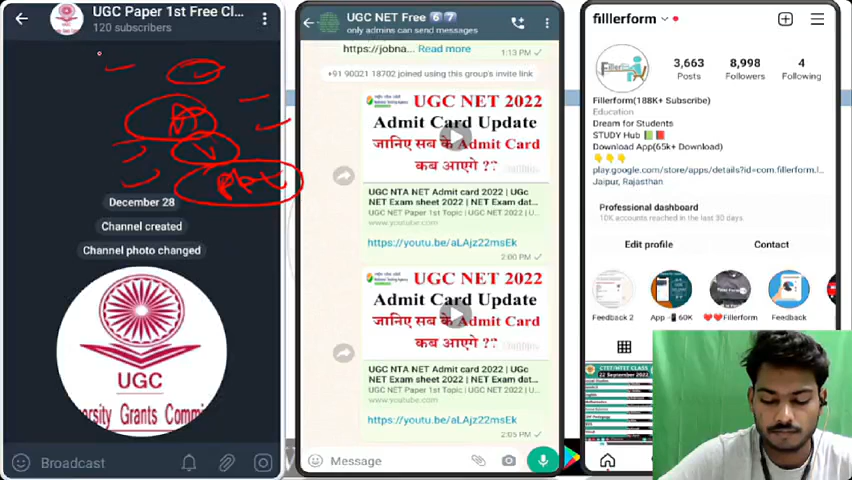 UGC Paper 1st Free Cl...
120 subscribers
December 28
Channel created
Channel photo changed
UGC
Broadcast
UGC NET Free 6 7
only admins can send messages
https://jobna... Read more
1:13 PM
+91 90021 18702 joined using this group's invite link
UGC NET 2022
Admit Card Update
जानिए सब के Admit Card
कब आएगे ??
UGC NTA NET Admit card 2022 | UGc
NET Exam sheet 2022 | NET Exam dat...
UGC NET Paper 1st Topic | UGC NET 2022 | U...
www.youtube.com
https://youtu.be/aLAjz22msEk
2:00 PM
UGC NET 2022
Admit Card Update
जानिए सब के Admit Card
कब आएगे ??
UGC NTA NET Admit card 2022 | UGc
NET Exam sheet 2022 | NET Exam dat...
UGC NET Paper 1st Topic | UGC NET 2022 | U...
www.youtube.com
https://youtu.be/aLAjz22msEk
2:05 PM
Message
fillerform
3,663
Posts
8,998
Followers
4
Following
Fillerform(188K+ Subscribe)
Education
Dream for Students
STUDY Hub
Download App(65k+ Download)
play.google.com/store/apps/details?id=com.fillerform.l...
Jaipur, Rajasthan
Professional dashboard
10K accounts reached in the last 30 days.
Edit profile
Contact
Feedback 2
App 60K
Fillerform
Feedback
CTET/NTET CLASS
22 September 2022